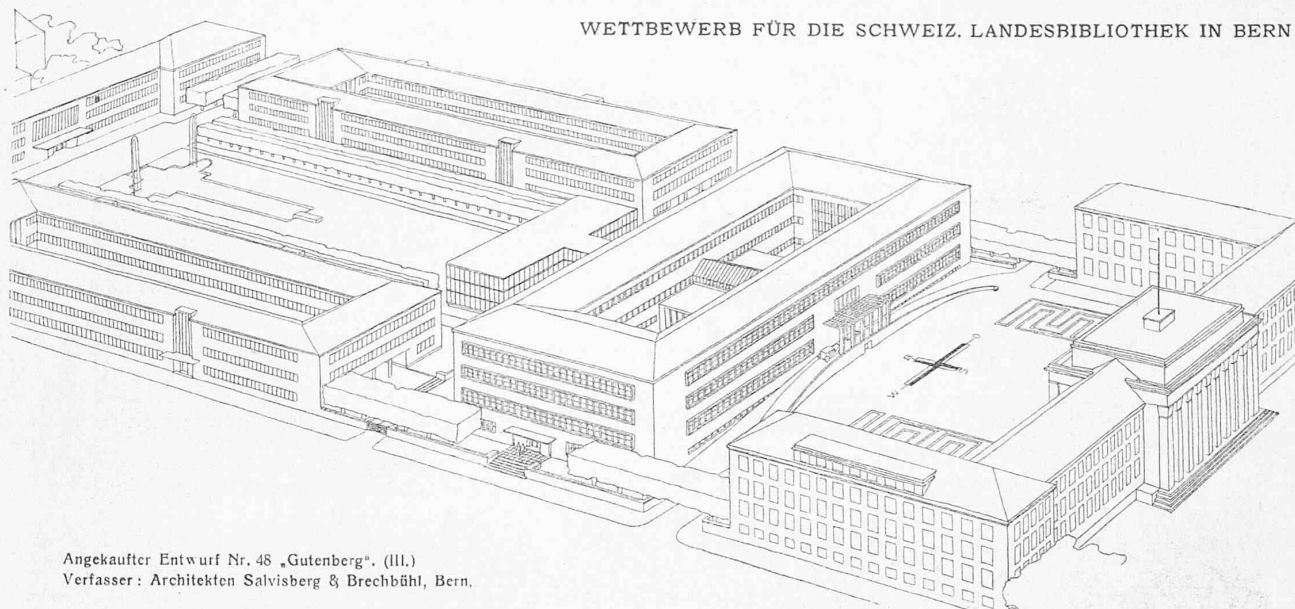 WETTBEWERB FÜR DIE SCHWEIZ. LANDESBIBLIOTHEK IN BERN
Angekaufter Entwurf Nr. 48 „Gutenberg“. (III.)
Verfasser: Architekten Salvisberg & Brechbühl, Bern.